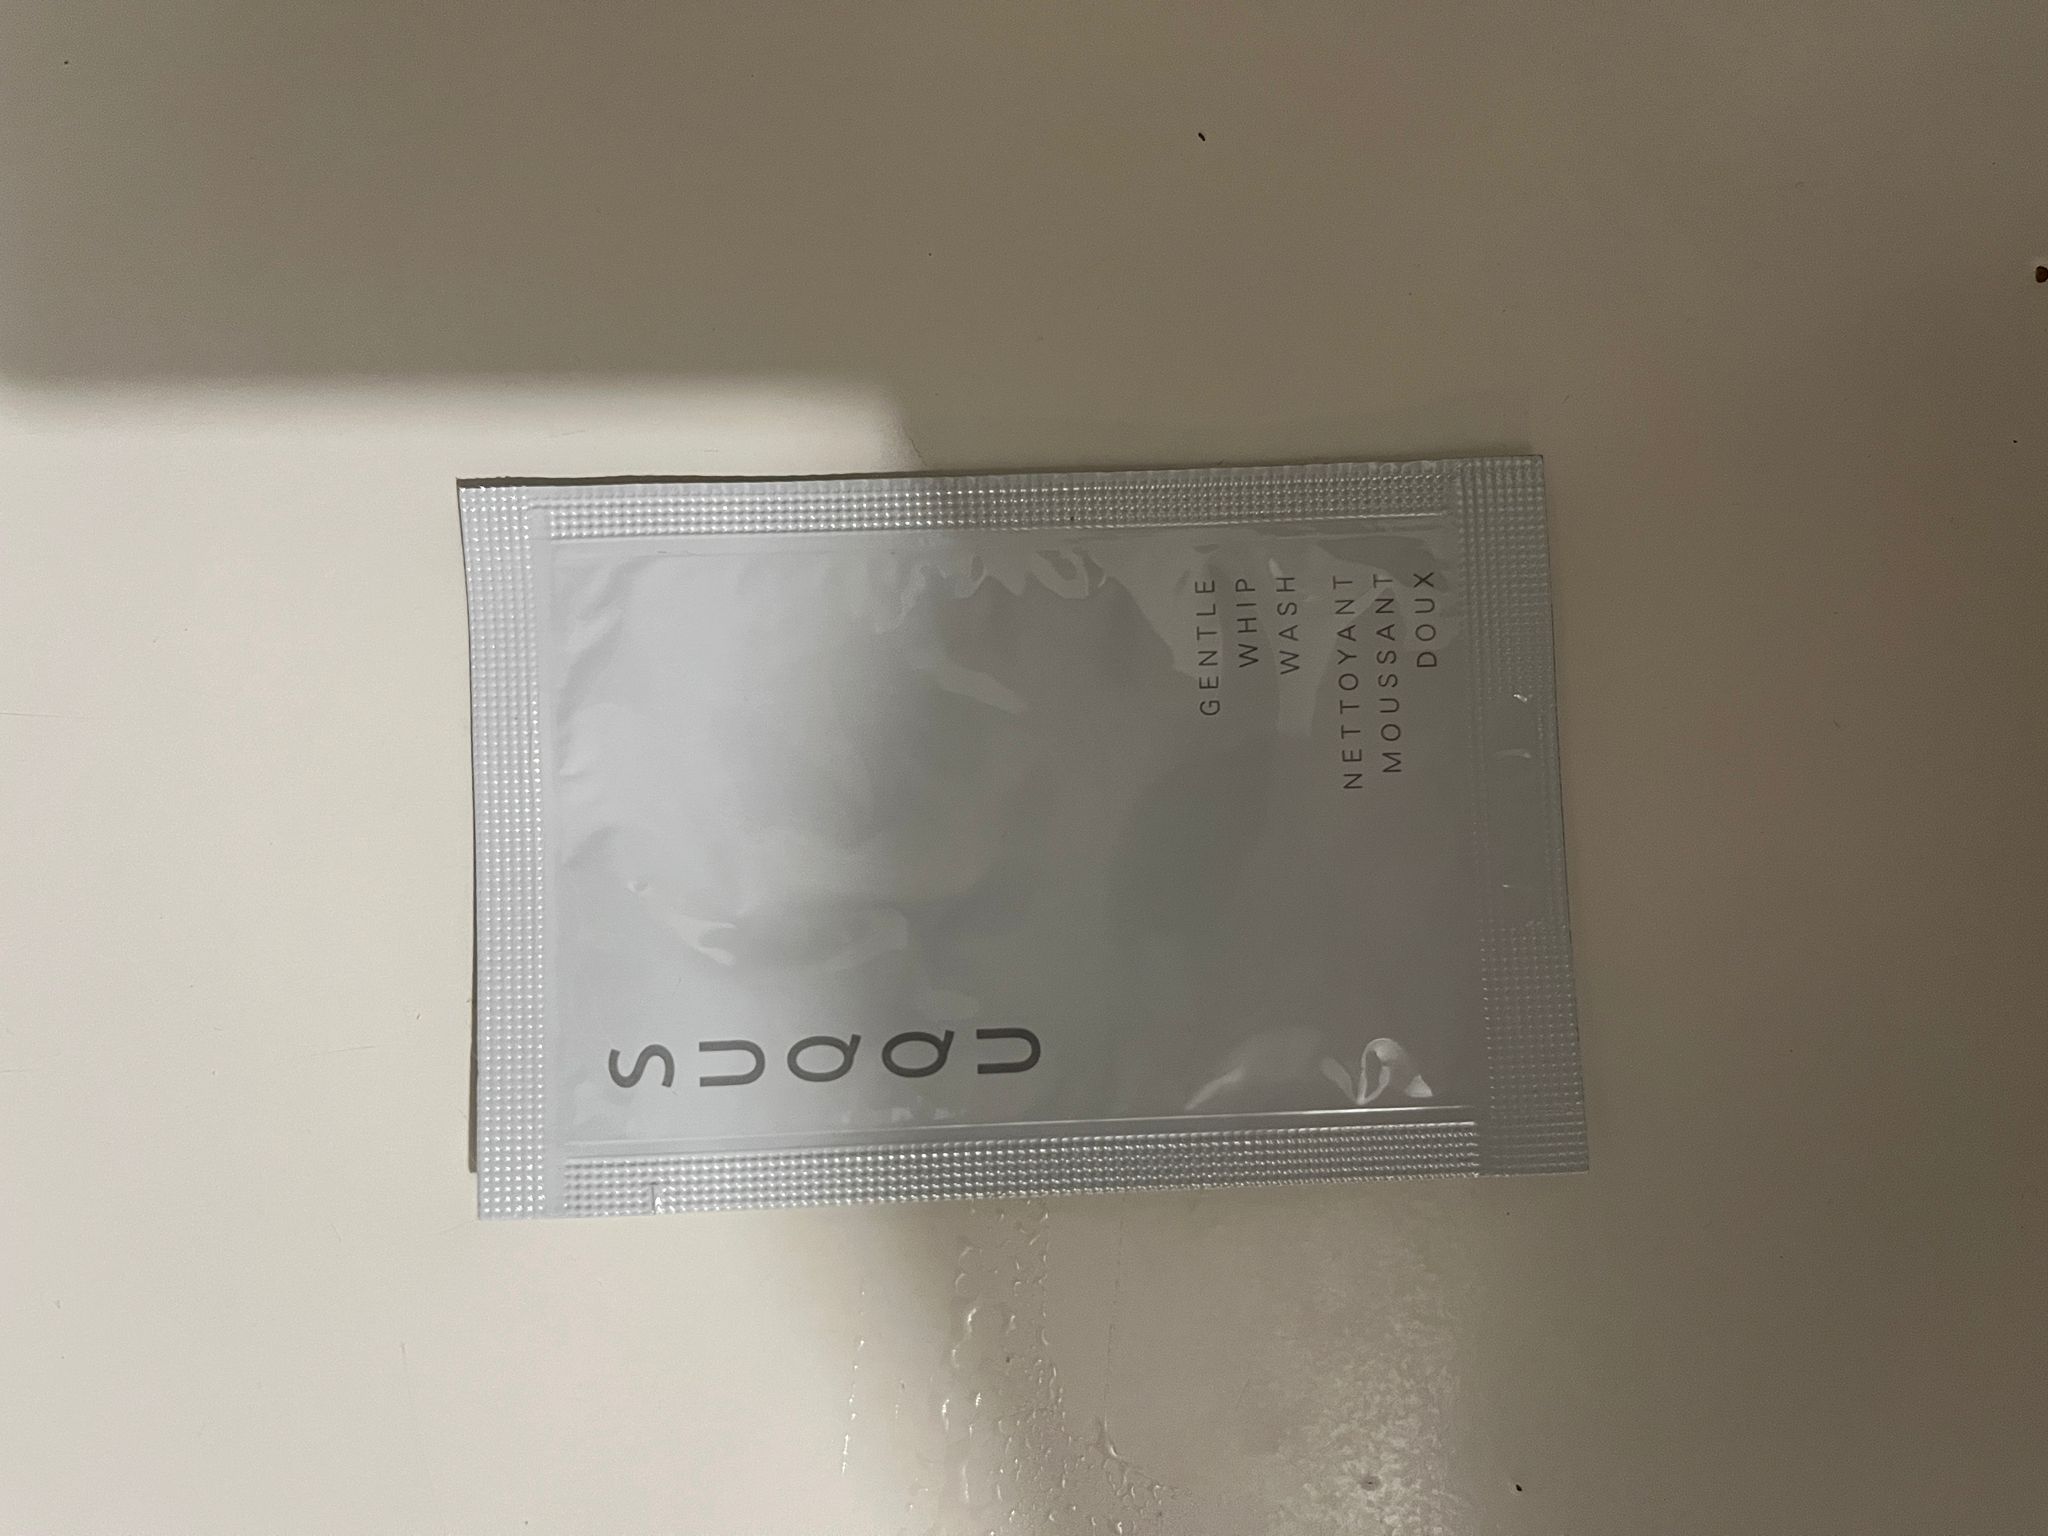 SUQQU
GENTLE
WHIP
WASH
NETTOYANT
MOUSSANT
DOUX